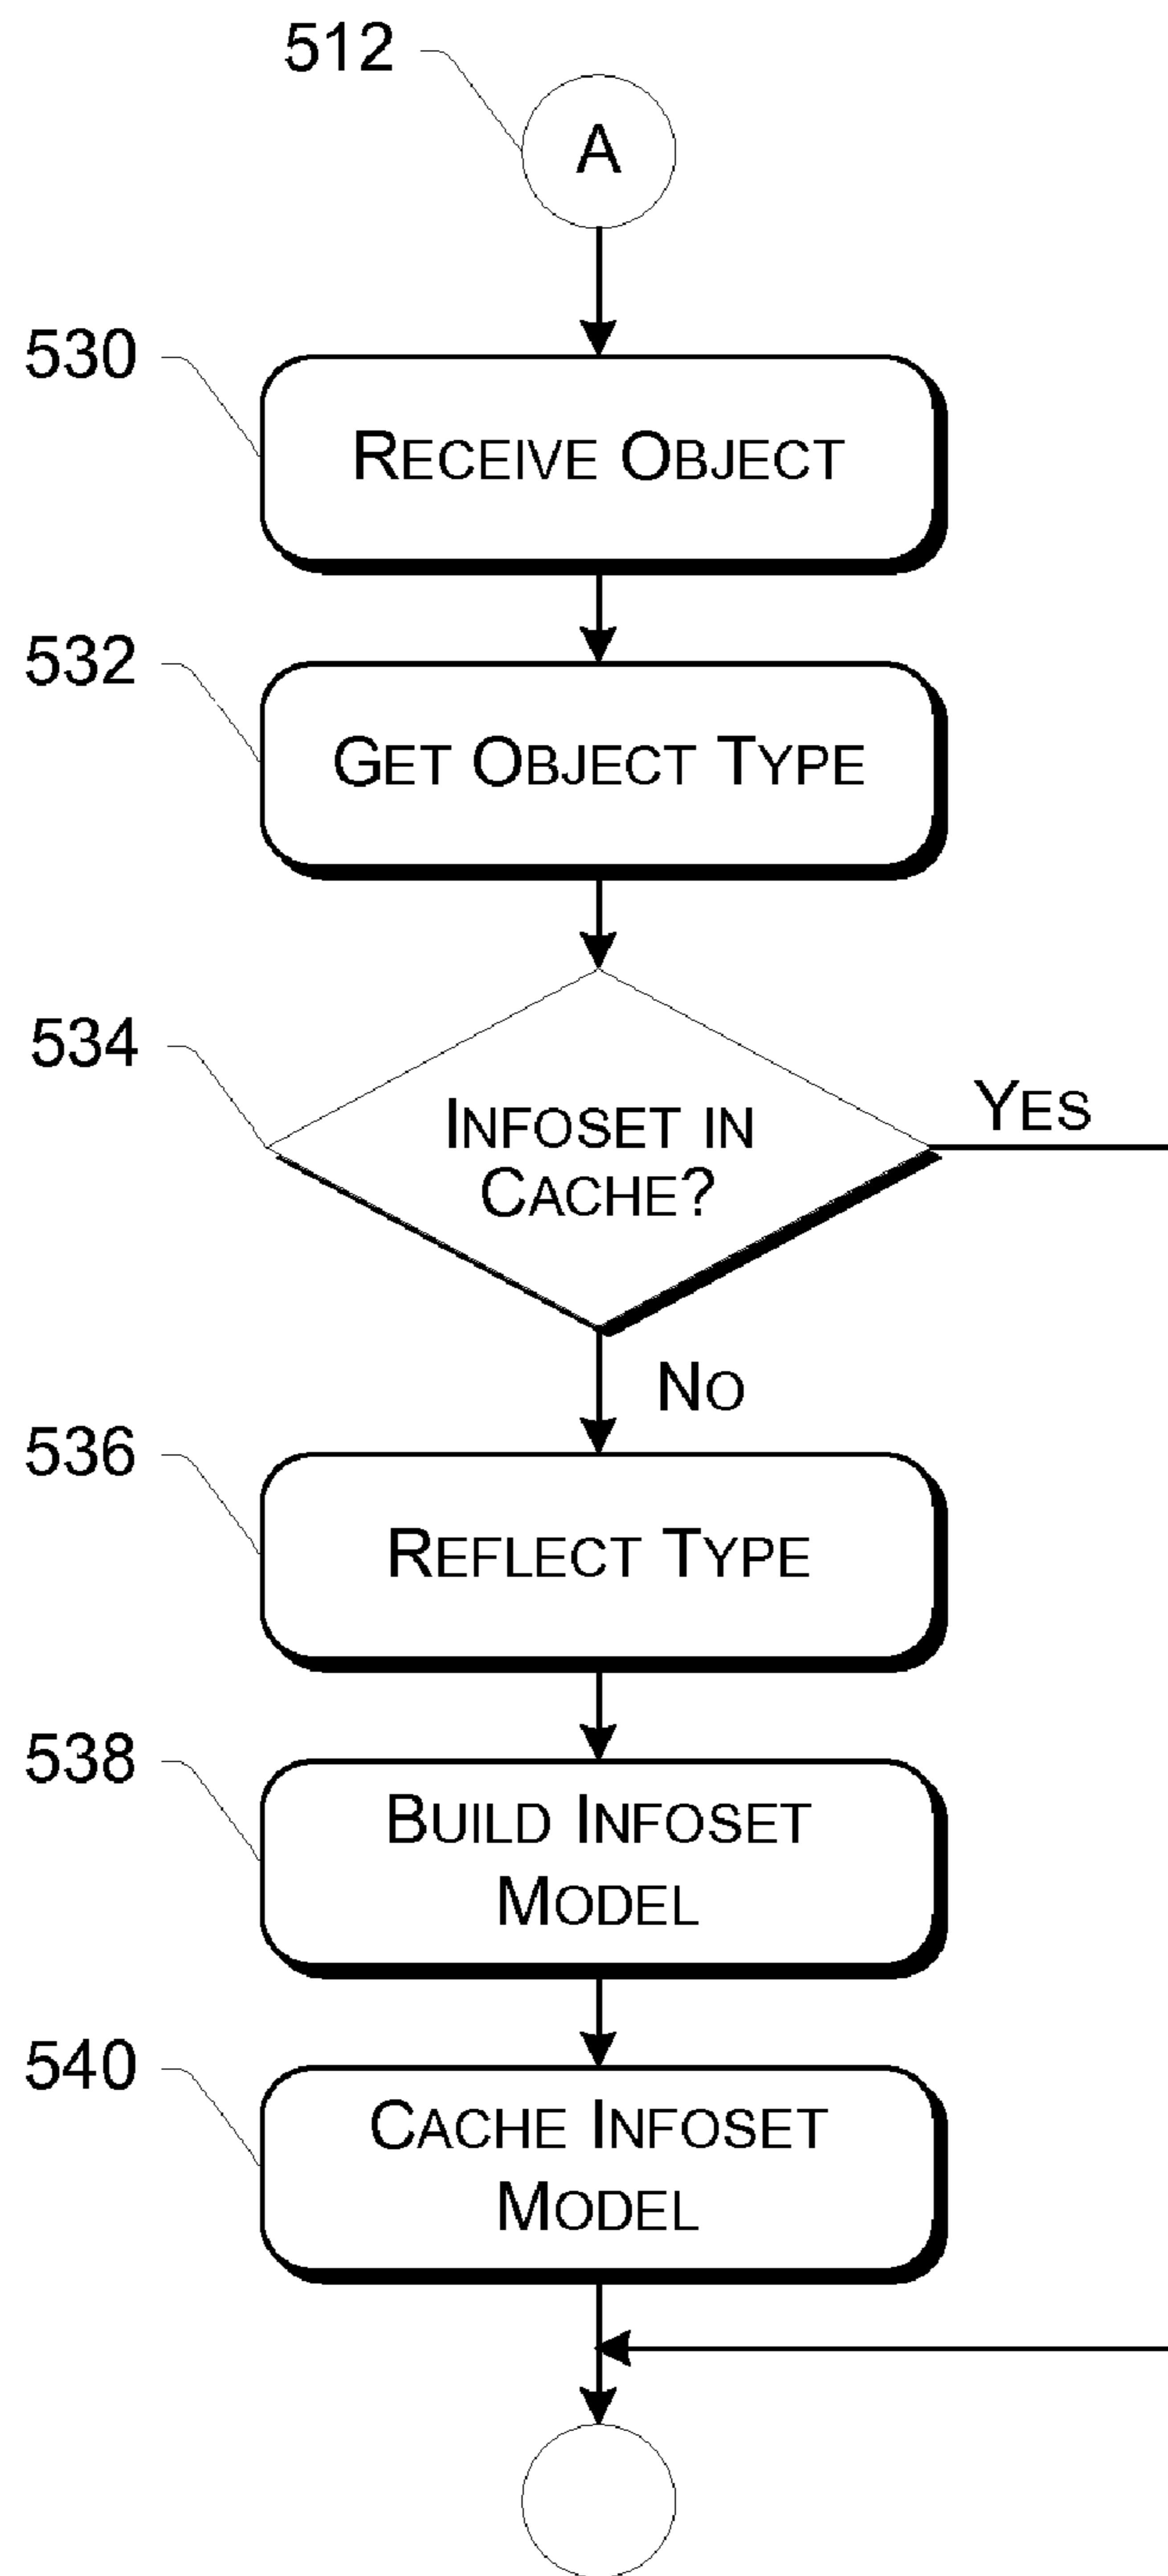 512
A
530
RECEIVE OBJECT
532
GET OBJECT TYPE
534
INFOSET IN
CACHE?
YES
NO
536
REFLECT TYPE
538
BUILD INFOSET
MODEL
540
CACHE INFOSET
MODEL